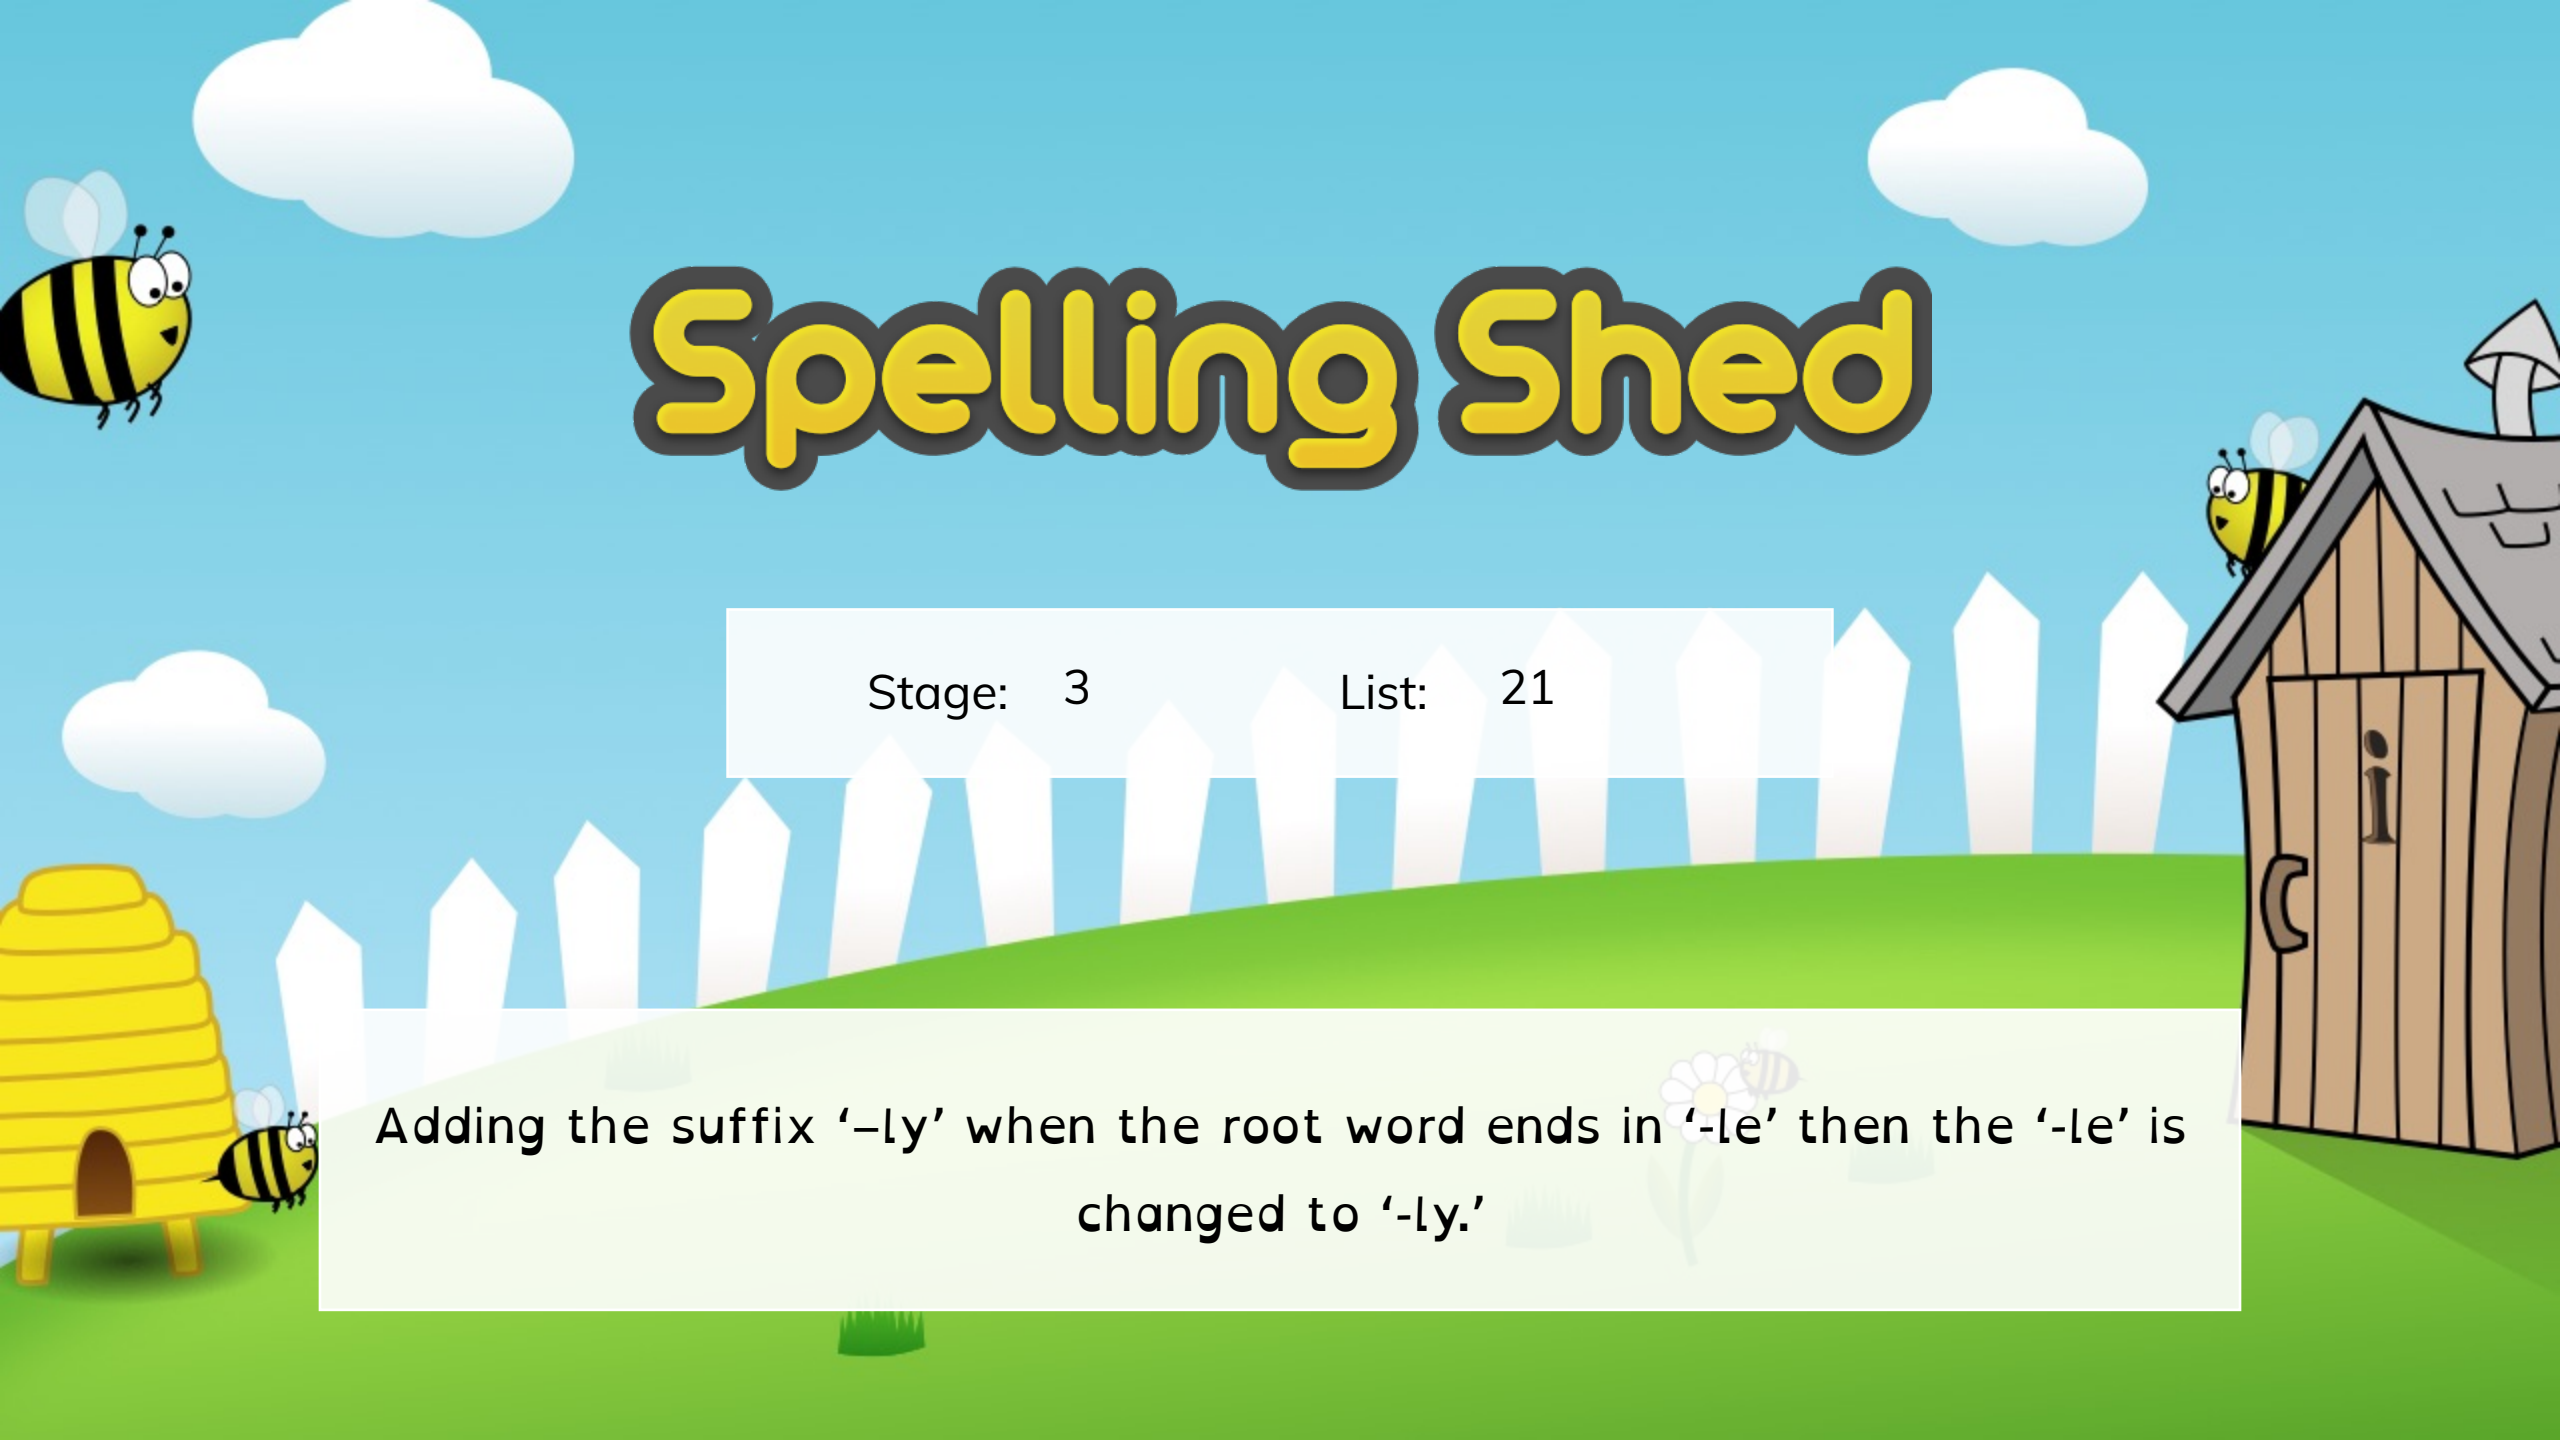 Spelling Shed
Stage: 3 List: 21
Adding the suffix ‘–ly’ when the root word ends in ‘-le’ then the ‘-le’ is
changed to ‘-ly.’
i